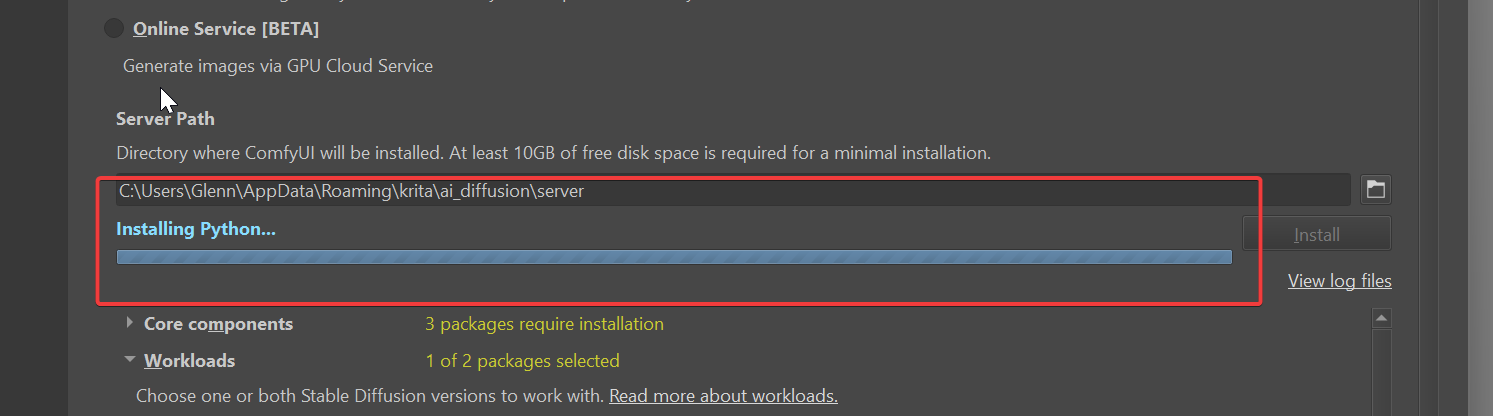 Online Service [BETA]
Generate images via GPU Cloud Service
Server Path
Directory where ComfyUI will be installed. At least 10GB of free disk space is required for a minimal installation.
C:\Users\Glenn\AppData\Roaming\krita\ai_diffusion\server
Installing Python...
Install
View log files
Core components 3 packages require installation
Workloads 1 of 2 packages selected
Choose one or both Stable Diffusion versions to work with. Read more about workloads.